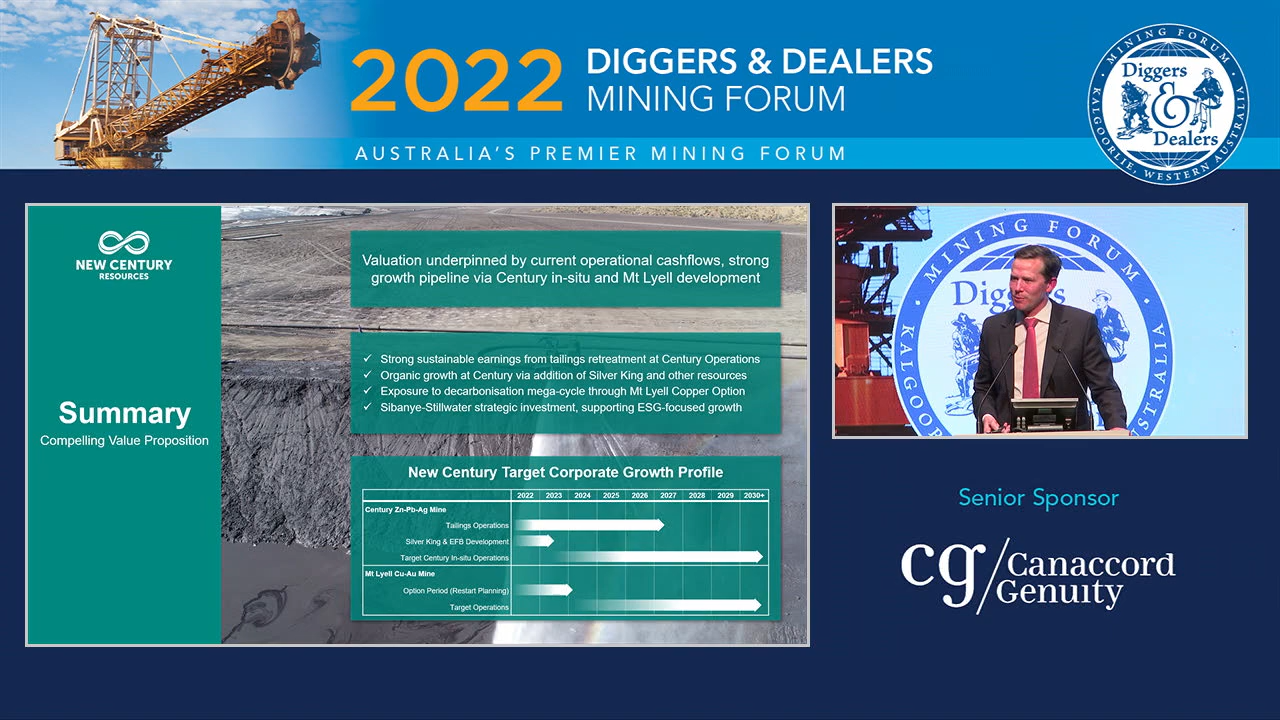 2022 DIGGERS & DEALERS
MINING FORUM
AUSTRALIA'S PREMIER MINING FORUM
MINING FORUM
Diggers
&
Dealers
KALGOORLIE, WESTERN AUSTRALIA
NEW CENTURY
RESOURCES
Summary
Compelling Value Proposition
Valuation underpinned by current operational cashflows, strong
growth pipeline via Century in-situ and Mt Lyell development
✓ Strong sustainable earnings from tailings retreatment at Century Operations
✓ Organic growth at Century via addition of Silver King and other resources
✓ Exposure to decarbonisation mega-cycle through Mt Lyell Copper Option
✓ Sibanye-Stillwater strategic investment, supporting ESG-focused growth
New Century Target Corporate Growth Profile
2022 2023 2024 2025 2026 2027 2028 2029 2030+
Century Zn-Pb-Ag Mine
Tailings Operations
Silver King & EFB Development
Target Century In-situ Operations
Mt Lyell Cu-Au Mine
Option Period (Restart Planning)
Target Operations
MINING FORUM
Diggers
KALGOO
STRALIA
Senior Sponsor
cg/Canaccord
Genuity